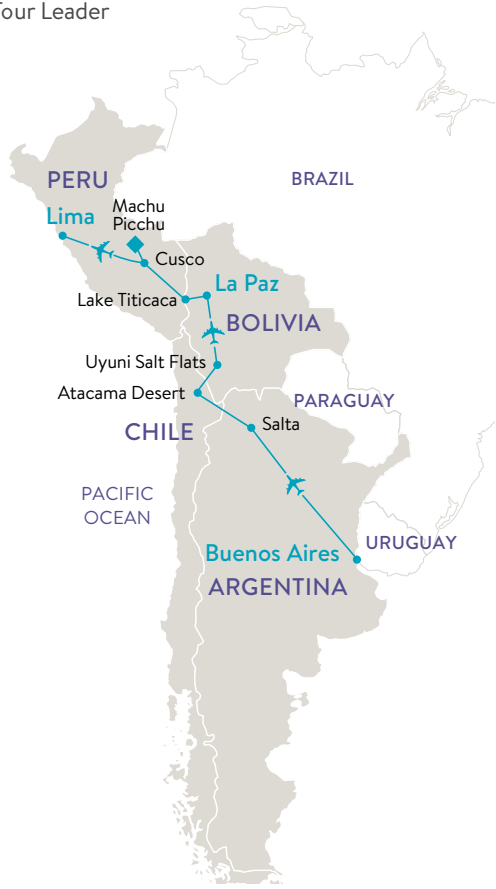 Tour Leader
PERU
BRAZIL
Machu
Picchu
Lima
Cusco
La Paz
Lake Titicaca
BOLIVIA
Uyuni Salt Flats
Atacama Desert
PARAGUAY
Salta
CHILE
PACIFIC
OCEAN
URUGUAY
Buenos Aires
ARGENTINA